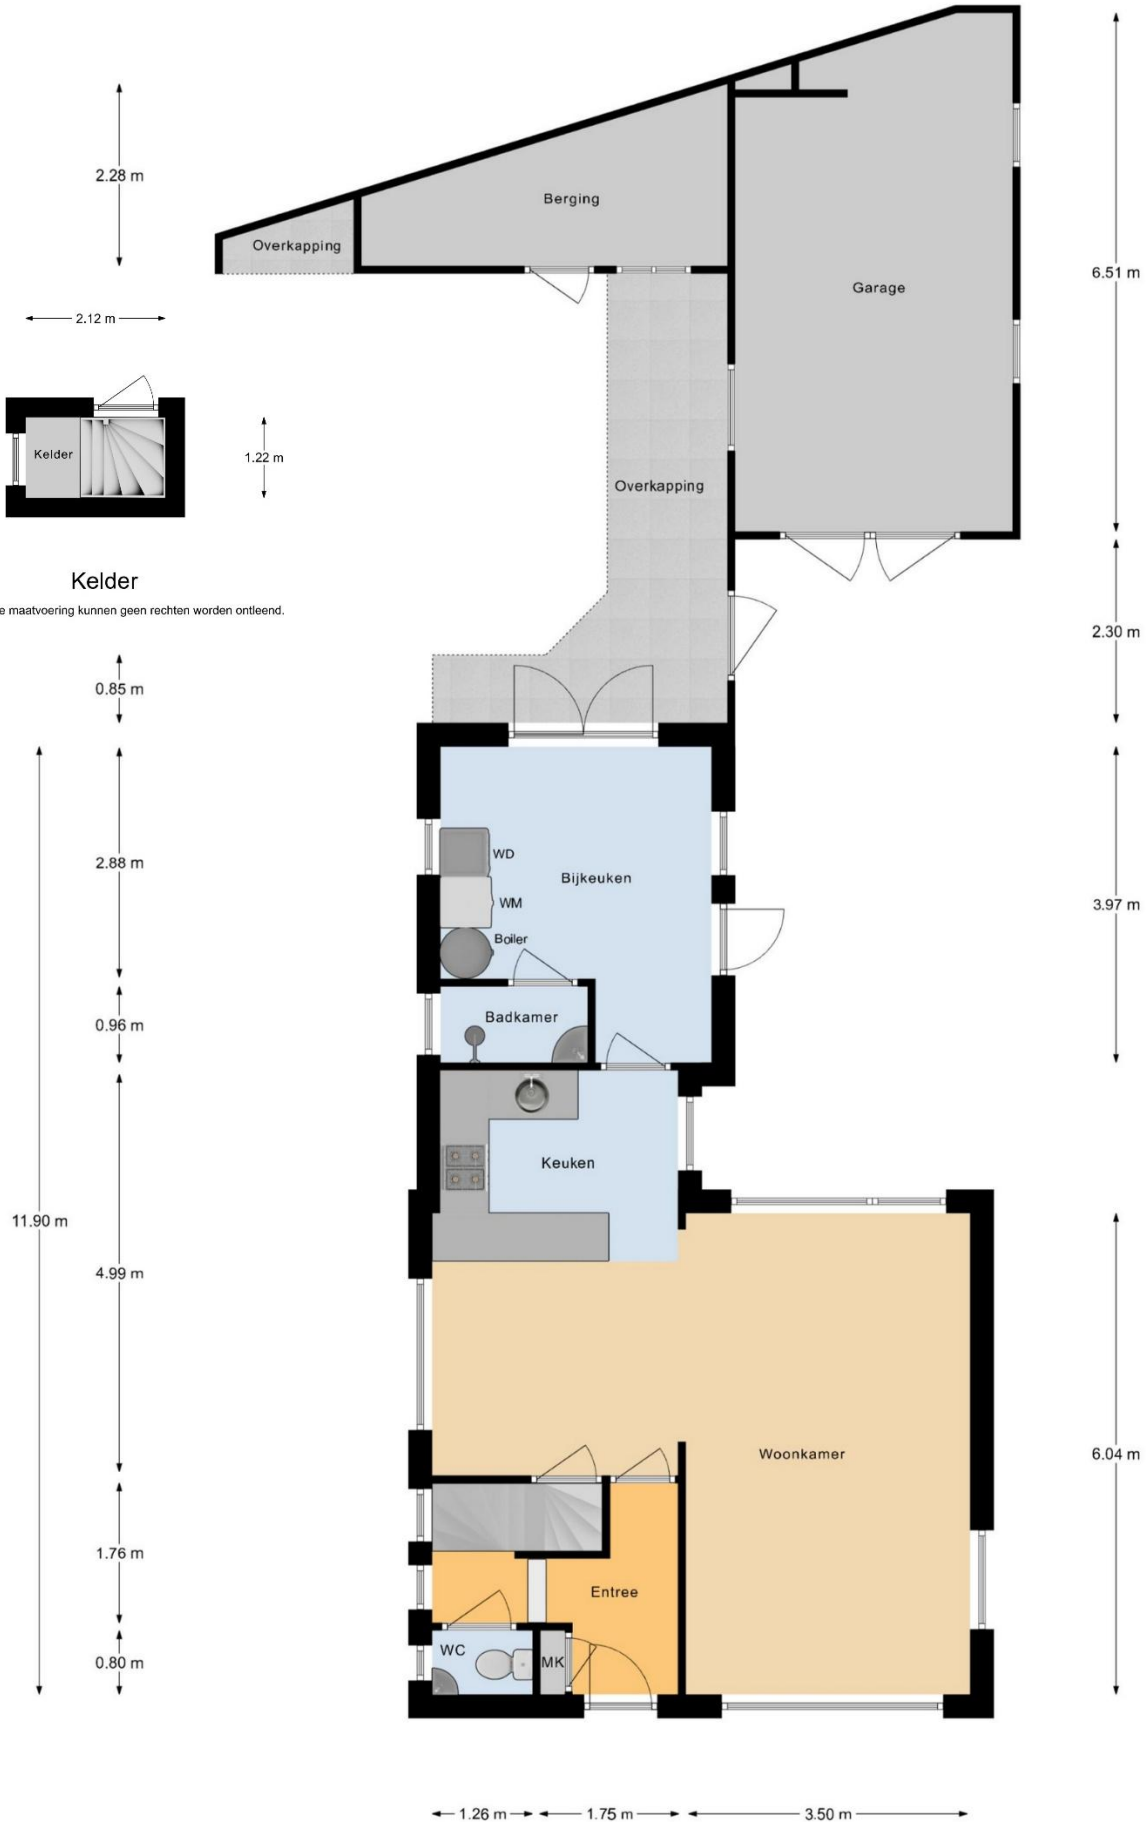 2.28 m
Berging
Overkapping
6.51 m
Garage
2.12 m
Kelder
1.22 m
Overkapping
Kelder
e maatvoering kunnen geen rechten worden ontleend.
2.30 m
0.85 m
2.88 m
WD
Bijkeuken
WM
3.97 m
Boiler
0.96 m
Badkamer
Keuken
11.90 m
4.99 m
Woonkamer
6.04 m
1.76 m
Entree
WC
MK
0.80 m
1.26 m
1.75 m
3.50 m